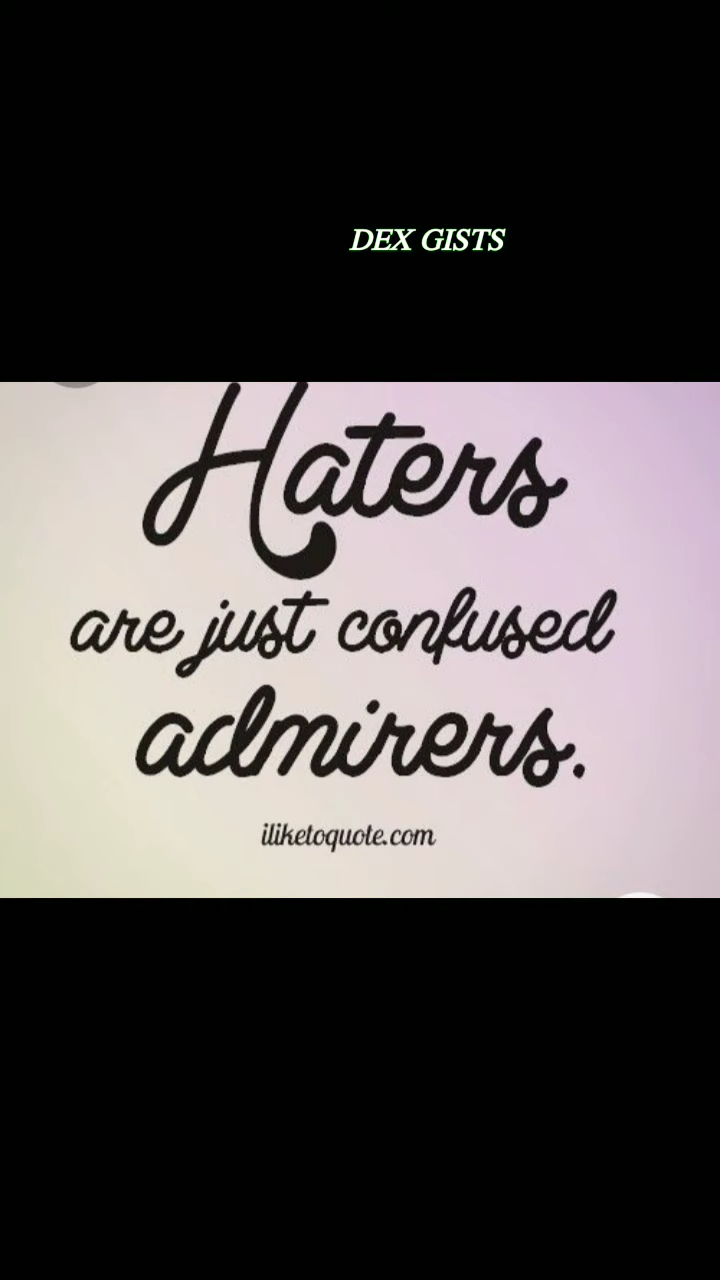 DEX GISTS
Haters
are just confused
admirers.
iliketoquote.com